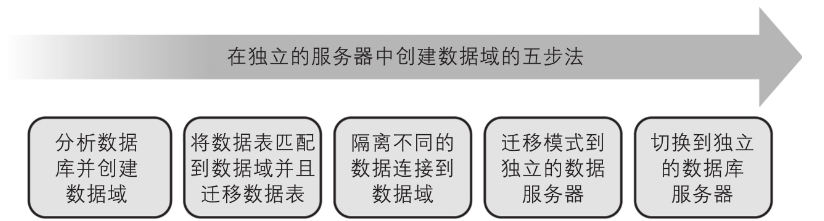 在独立的服务器中创建数据域的五步法
分析数据
库并创建
数据域
将数据表匹配
到数据域并且
迁移数据表
隔离不同的
数据连接到
数据域
迁移模式到
独立的数据
服务器
切换到独立
的数据库
服务器